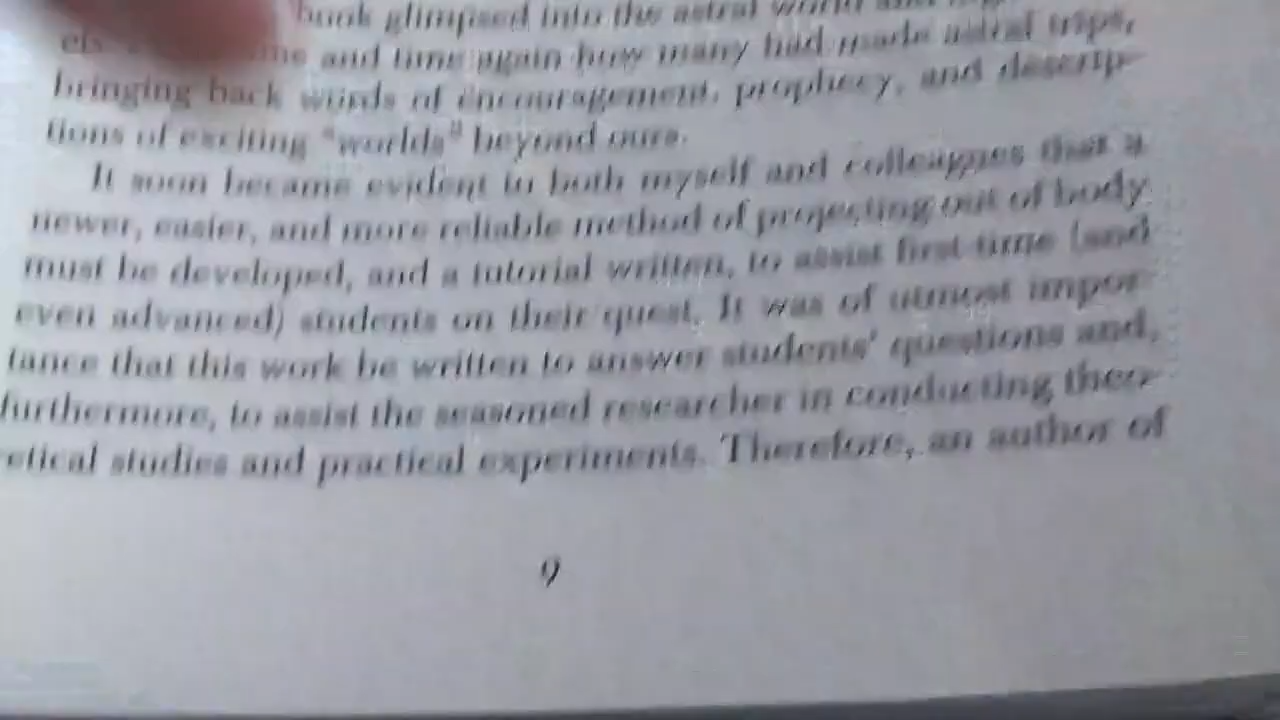 book glimpsed into the astral world and
and time again how many had made astral trips,
bringing back words of encouragement, prophecy, and descrip-
tions of exciting "worlds" beyond ours.
It soon became evident to both myself and colleagues that a
newer, easier, and more reliable method of projecting out of body
must be developed, and a tutorial written, to assist first-time (and
even advanced) students on their quest. It was of utmost impor-
tance that this work be written to answer students' questions and,
furthermore, to assist the seasoned researcher in conducting theor-
etical studies and practical experiments. Therefore, an author of
9